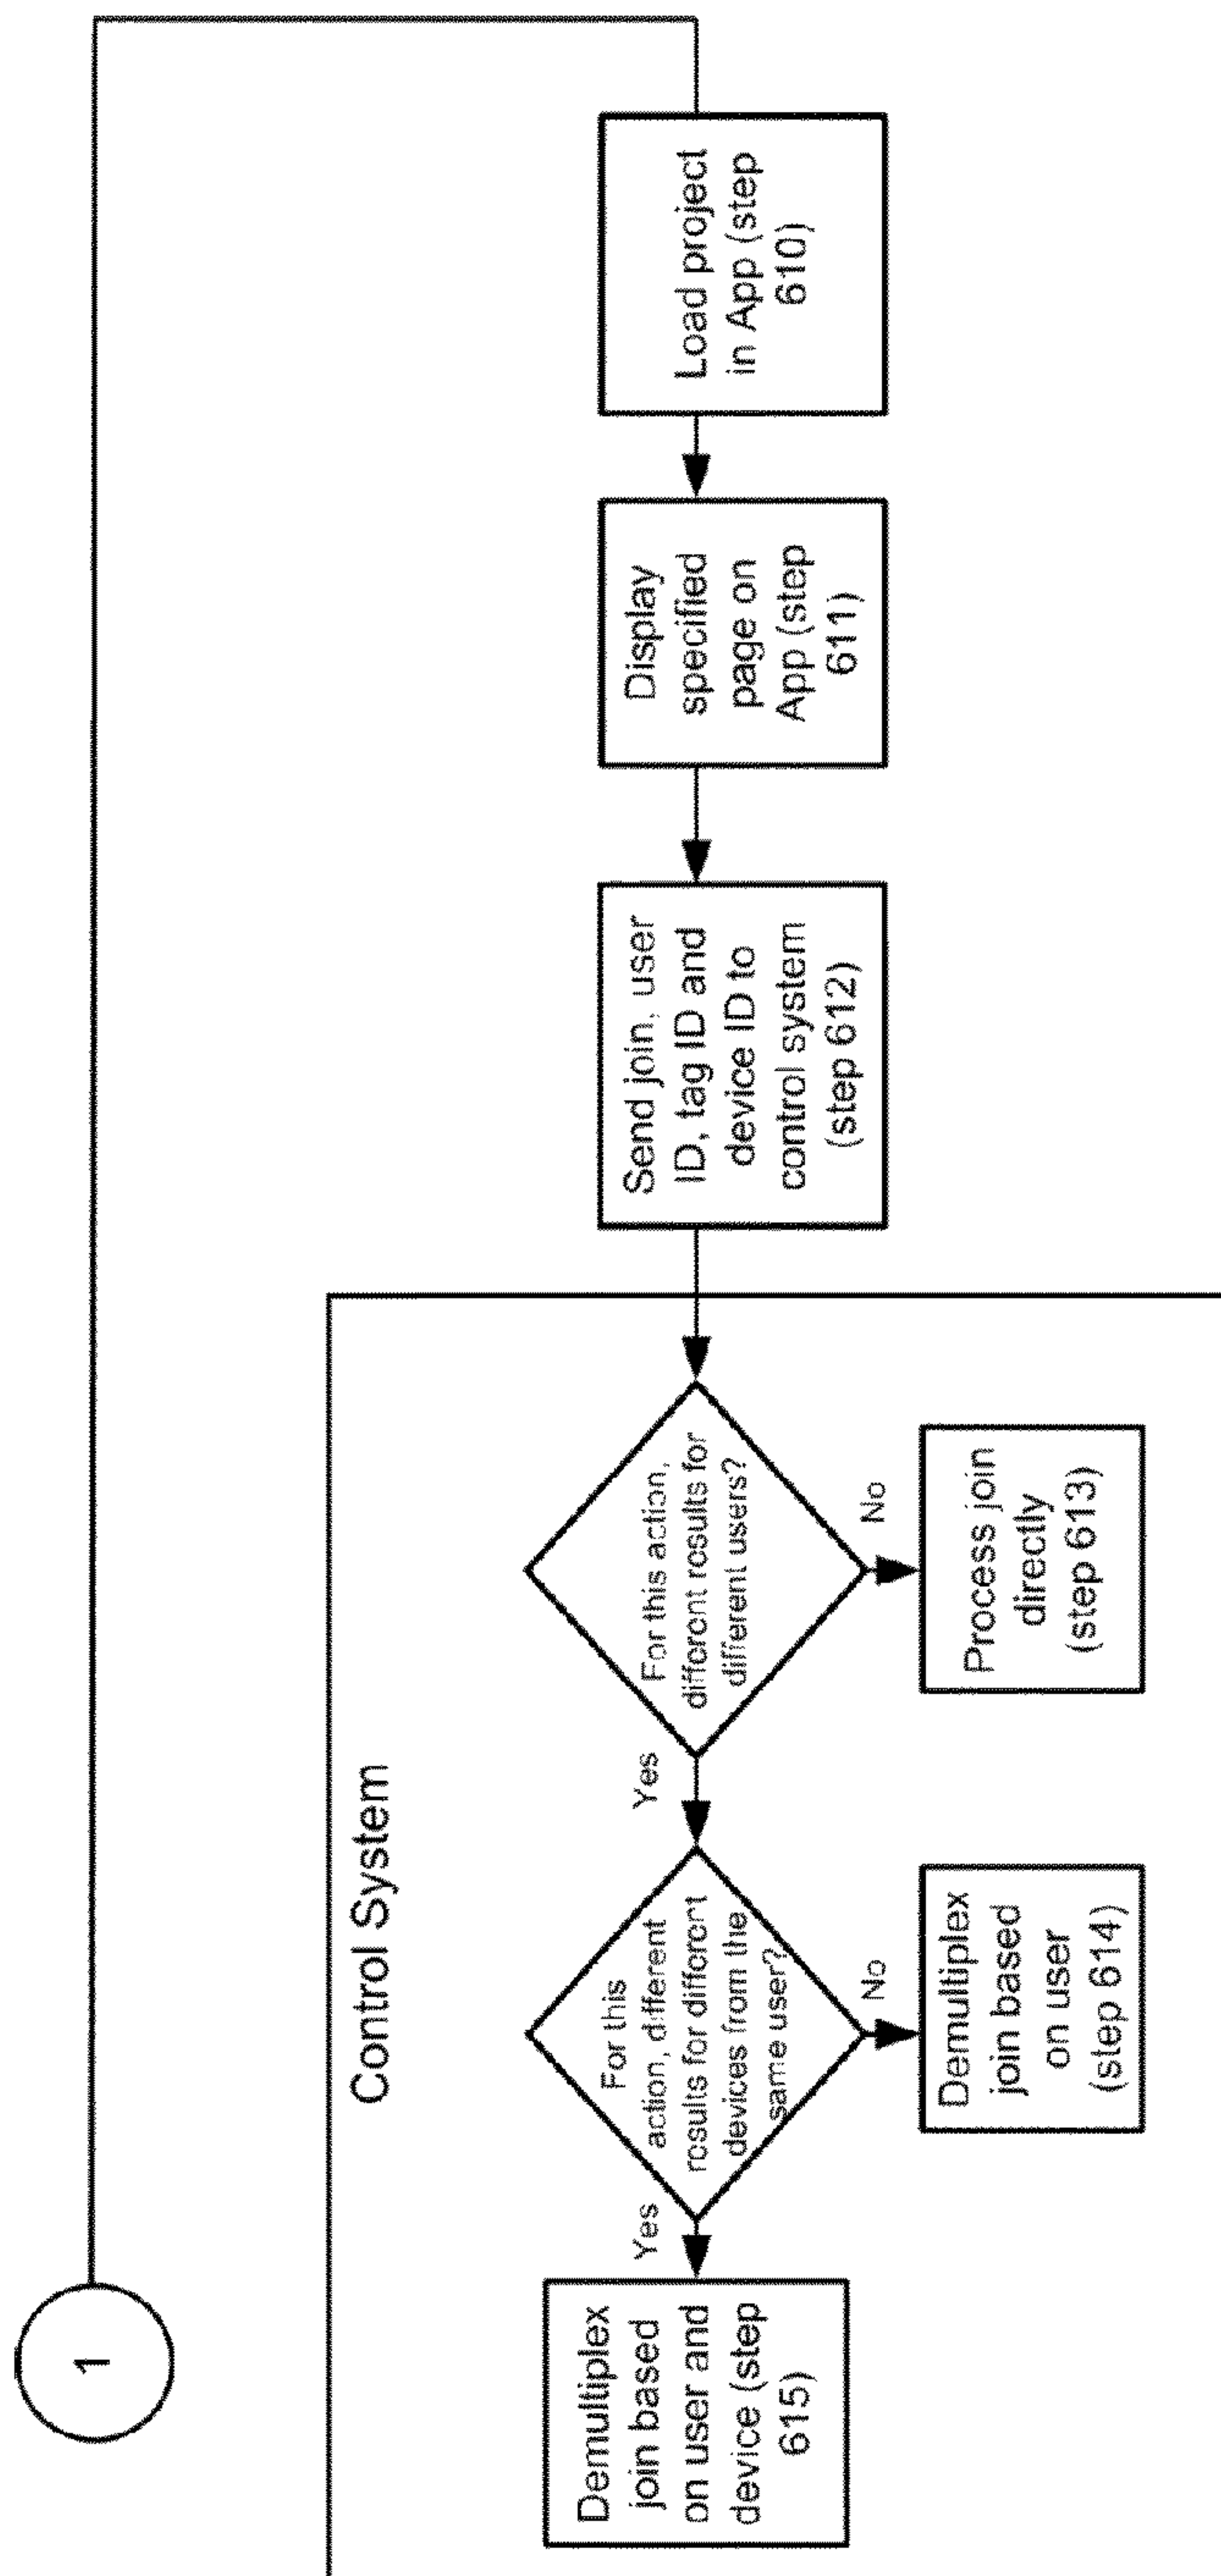 1
Load project
in App (step
610)
Display
specified
page on
App (step
611)
Send join, user
ID, tag ID and
device ID to
control system
(step 612)
Control System
For this action,
different results for
different users?
Yes
No
Process join
directly
(step 613)
For this
action, different
results for different
devices from the
same user?
Yes
No
Demultiplex
join based
on user
(step 614)
Demultiplex
join based
on user and
device (step
615)